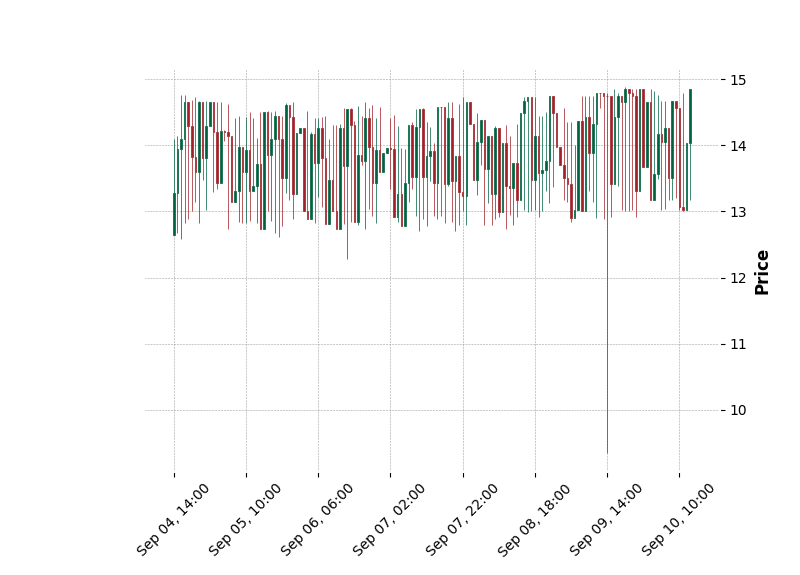 15
14
13
12
11
10
Price
Sep 04, 14:00
Sep 05, 10:00
Sep 06, 06:00
Sep 07, 02:00
Sep 07, 22:00
Sep 08, 18:00
Sep 09, 14:00
Sep 10, 10:00